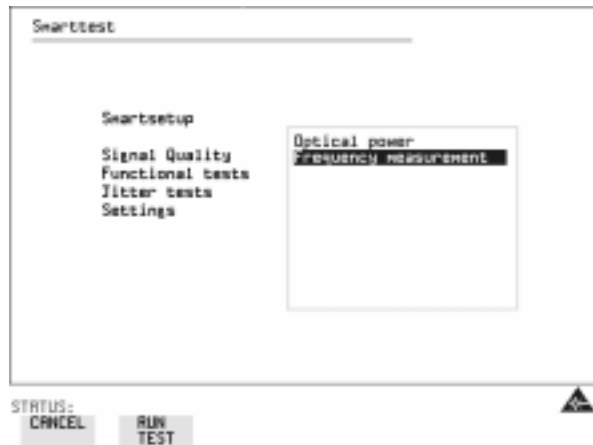 Smarttest
Smartsetup
Signal Quality
Functional tests
Jitter tests
Settings
Optical power
Frequency measurement
STATUS:
CANCEL
RUN
TEST